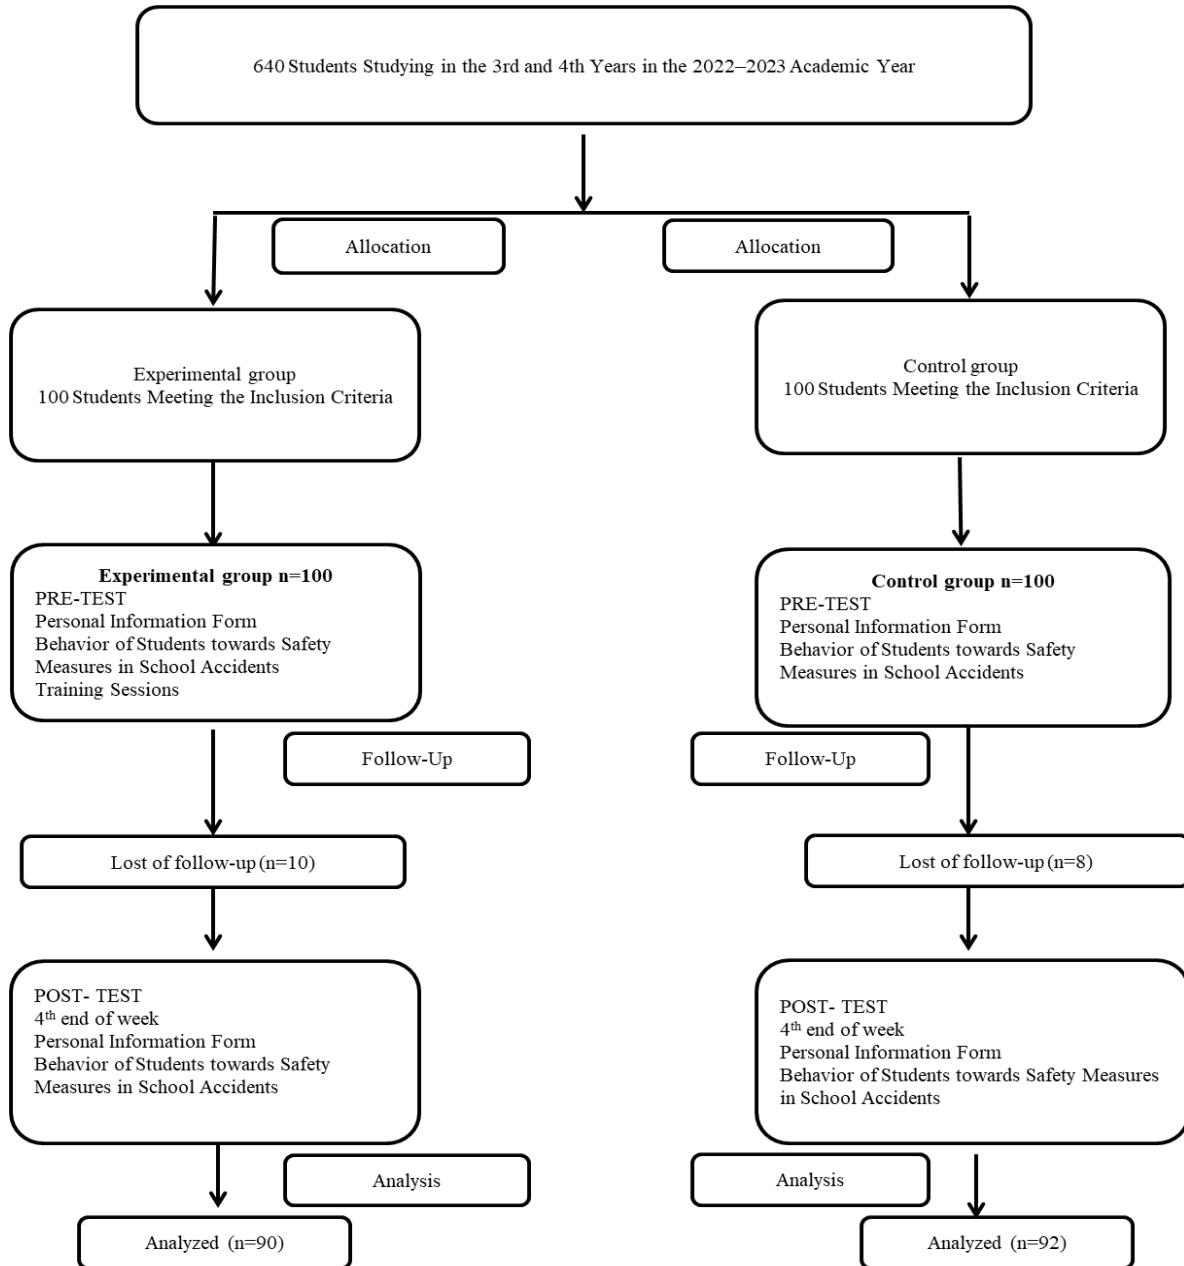 640 Students Studying in the 3rd and 4th Years in the 2022–2023 Academic Year
Allocation
Allocation
Experimental group
100 Students Meeting the Inclusion Criteria
Control group
100 Students Meeting the Inclusion Criteria
Experimental group n=100
PRE-TEST
Personal Information Form
Behavior of Students towards Safety
Measures in School Accidents
Training Sessions
Control group n=100
PRE-TEST
Personal Information Form
Behavior of Students towards Safety
Measures in School Accidents
Follow-Up
Follow-Up
Lost of follow-up (n=10)
Lost of follow-up (n=8)
POST- TEST
4th end of week
Personal Information Form
Behavior of Students towards Safety
Measures in School Accidents
POST- TEST
4th end of week
Personal Information Form
Behavior of Students towards Safety Measures
in School Accidents
Analysis
Analysis
Analyzed (n=90)
Analyzed (n=92)